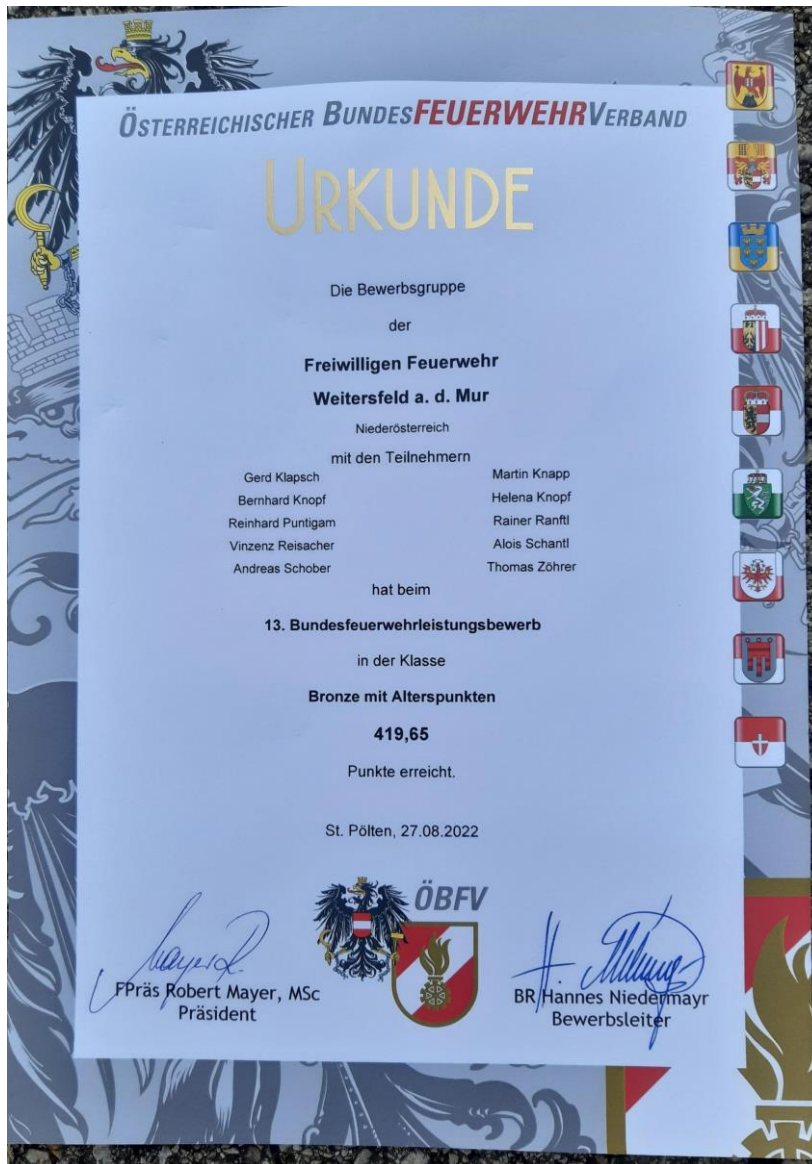 ÖSTERREICHISCHER BUNDESFEUERWEHRVERBAND
URKUNDE
Die Bewerbsgruppe
der
Freiwilligen Feuerwehr
Weitersfeld a. d. Mur
Niederösterreich
mit den Teilnehmern
Gerd Klapsch Martin Knapp
Bernhard Knopf Helena Knopf
Reinhard Puntigam Rainer Ranftl
Vinzenz Reisacher Alois Schantl
Andreas Schober Thomas Zöhrer
hat beim
13. Bundesfeuerwehrleistungsbewerb
in der Klasse
Bronze mit Alterspunkten
419,65
Punkte erreicht.
St. Pölten, 27.08.2022
ÖBFV
FPräs Robert Mayer, MSc
Präsident
BR Hannes Niedermayr
Bewerbsleiter